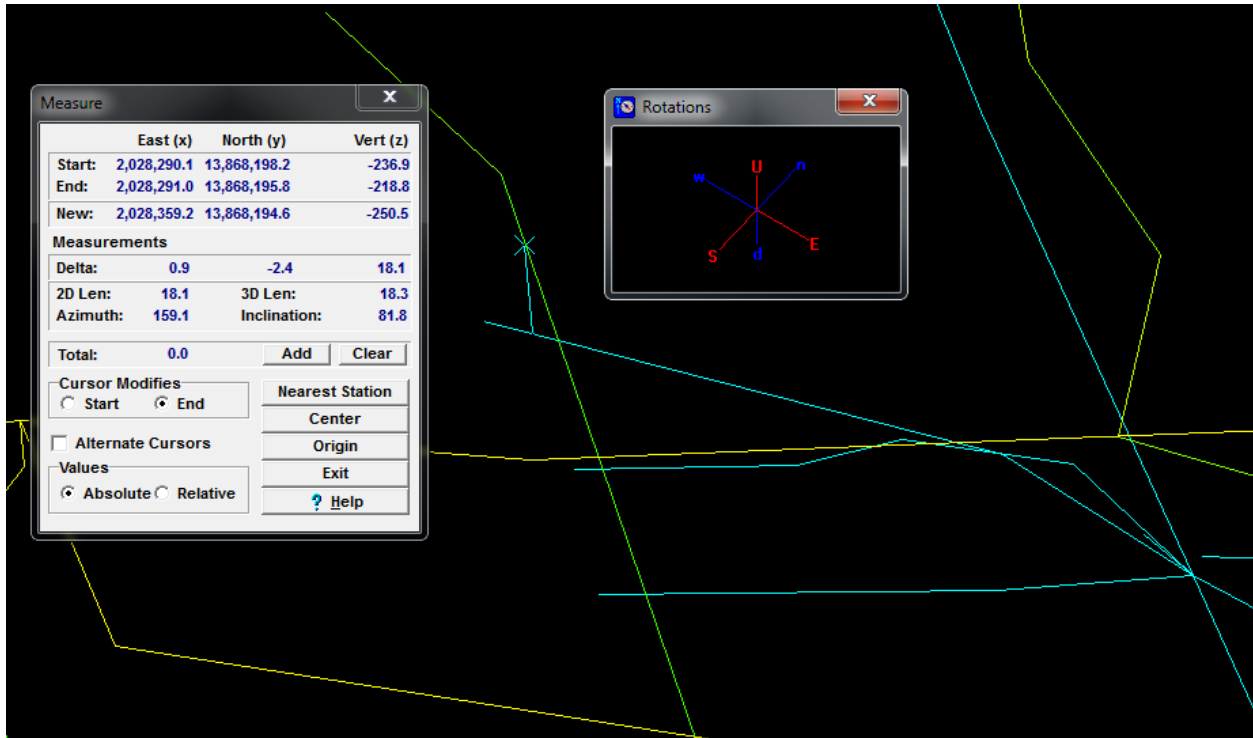 Measure
East (x) North (y) Vert (z)
Start: 2,028,290.1 13,868,198.2 -236.9
End: 2,028,291.0 13,868,195.8 -218.8
New: 2,028,359.2 13,868,194.6 -250.5
Measurements
Delta: 0.9 -2.4 18.1
2D Len: 18.1 3D Len: 18.3
Azimuth: 159.1 Inclination: 81.8
Total: 0.0 Add Clear
Cursor Modifies
Start End
Alternate Cursors
Values
Absolute Relative
Nearest Station
Center
Origin
Exit
? Help
Rotations
U
n
w
S
d
E